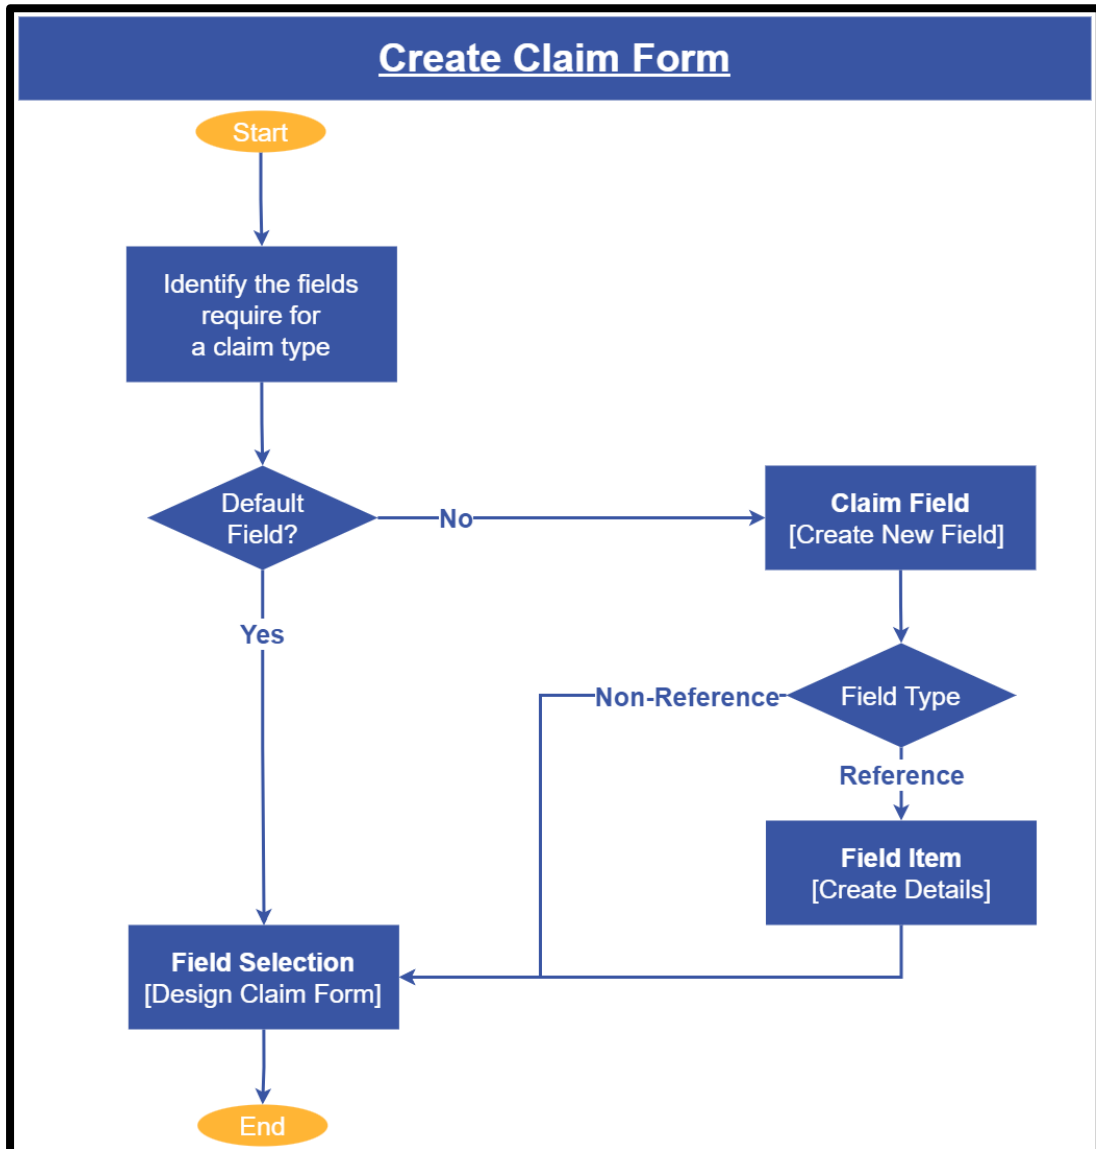 Create Claim Form
Start
Identify the fields
require for
a claim type
Default
Field?
No
Claim Field
[Create New Field]
Yes
Non-Reference
Field Type
Reference
Field Item
[Create Details]
Field Selection
[Design Claim Form]
End